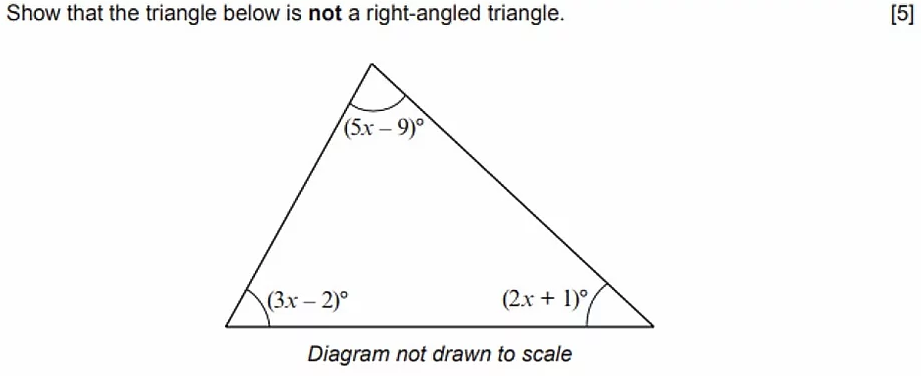 Show that the triangle below is not a right-angled triangle. [5]
(5x – 9)°
(3x – 2)° (2x + 1)°
Diagram not drawn to scale